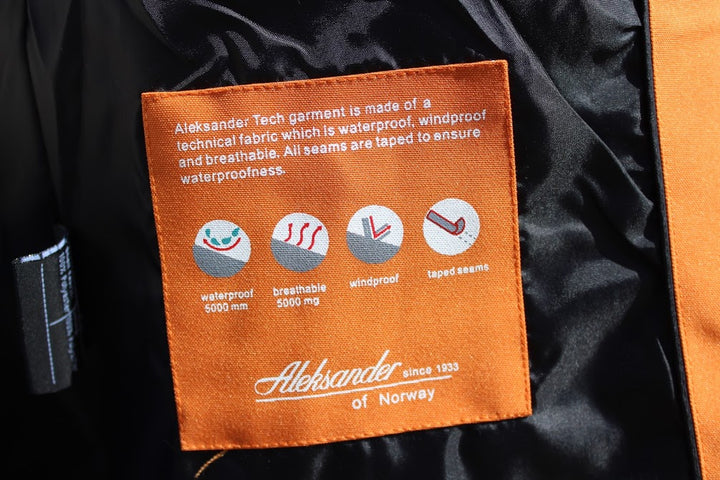 Aleksander Tech garment is made of a
technical fabric which is waterproof, windproof
and breathable. All seams are taped to ensure
waterproofness.
waterproof
5000 mm
breathable
5000 mg
windproof
taped seams
Aleksander since 1933
of Norway